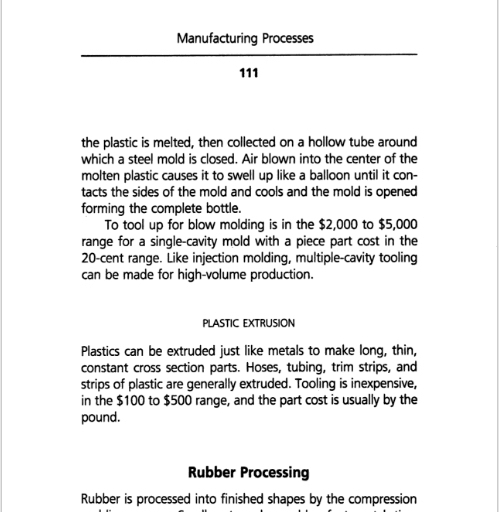 Manufacturing Processes
111
the plastic is melted, then collected on a hollow tube around
which a steel mold is closed. Air blown into the center of the
molten plastic causes it to swell up like a balloon until it con-
tacts the sides of the mold and cools and the mold is opened
forming the complete bottle.
To tool up for blow molding is in the $2,000 to $5,000
range for a single-cavity mold with a piece part cost in the
20-cent range. Like injection molding, multiple-cavity tooling
can be made for high-volume production.
PLASTIC EXTRUSION
Plastics can be extruded just like metals to make long, thin,
constant cross section parts. Hoses, tubing, trim strips, and
strips of plastic are generally extruded. Tooling is inexpensive,
in the $100 to $500 range, and the part cost is usually by the
pound.
Rubber Processing
Rubber is processed into finished shapes by the compression